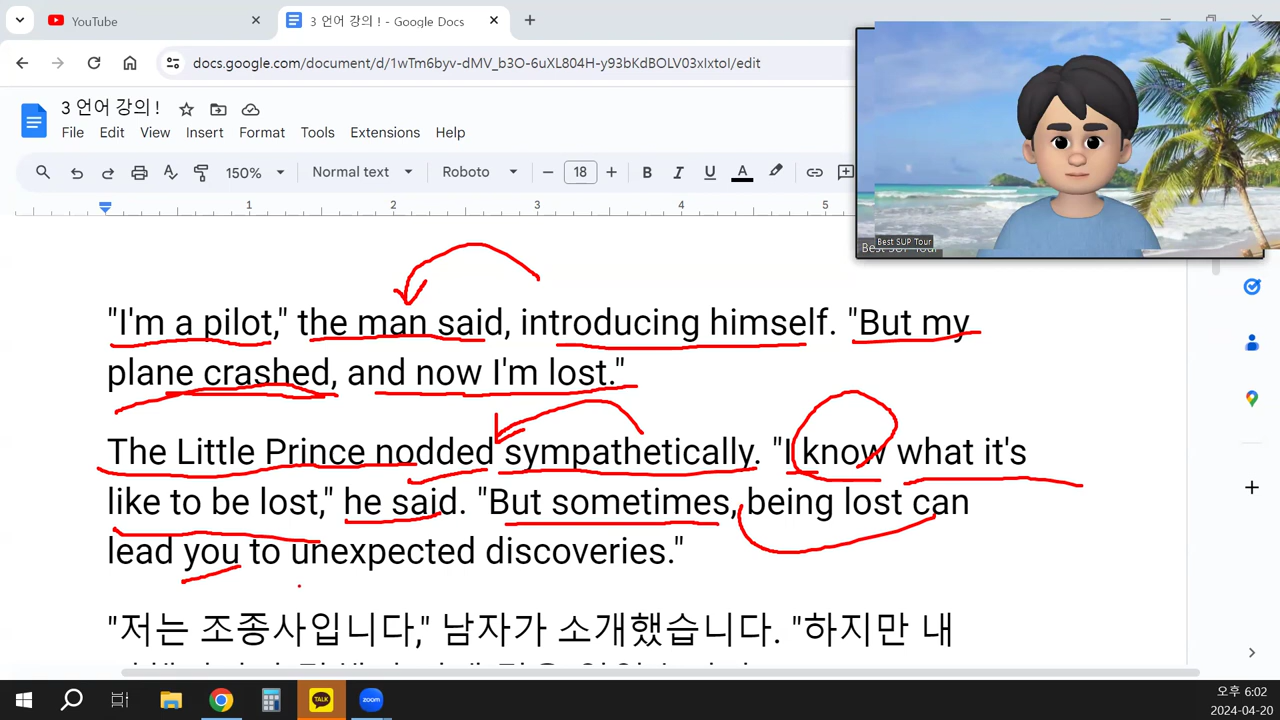 YouTube
3 언어 강의 ! - Google Docs
docs.google.com/document/d/1wTm6byv-dMV_b3O-6uXL804H-y93bKdBOLV03xIxtoI/edit
3 언어 강의 !
File Edit View Insert Format Tools Extensions Help
150% Normal text Roboto 18 B I U A
1 2 3 4 5
Best SUP Tour
"I'm a pilot," the man said, introducing himself. "But my
plane crashed, and now I'm lost."
The Little Prince nodded sympathetically. "I know what it's
like to be lost," he said. "But sometimes, being lost can
lead you to unexpected discoveries."
"저는 조종사입니다," 남자가 소개했습니다. "하지만 내
TALK
zoom
오후 6:02
2024-04-20